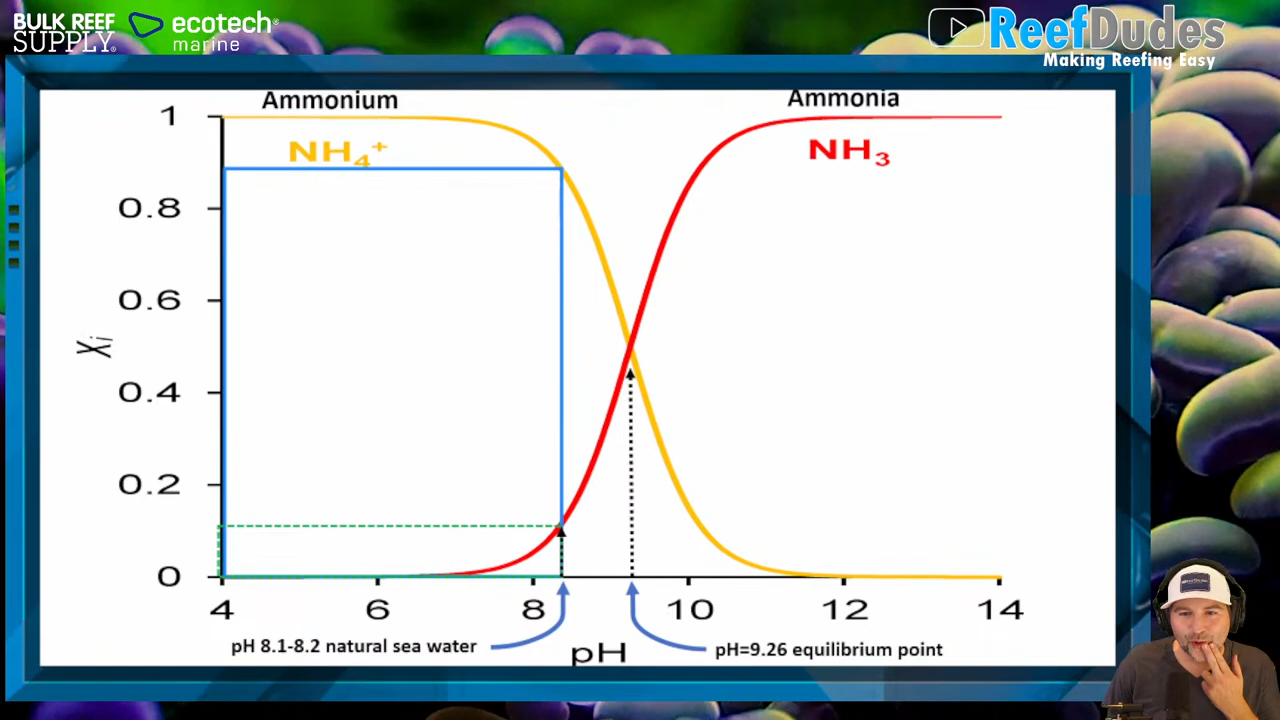 BULK REEF
SUPPLY®
ecotech®
marine
ReefDudes
Making Reefing Easy
Ammonium
Ammonia
NH₄⁺
NH₃
1
0.8
0.6
0.4
0.2
0
Xᵢ
4 6 8 10 12 14
pH 8.1-8.2 natural sea water
pH
pH=9.26 equilibrium point